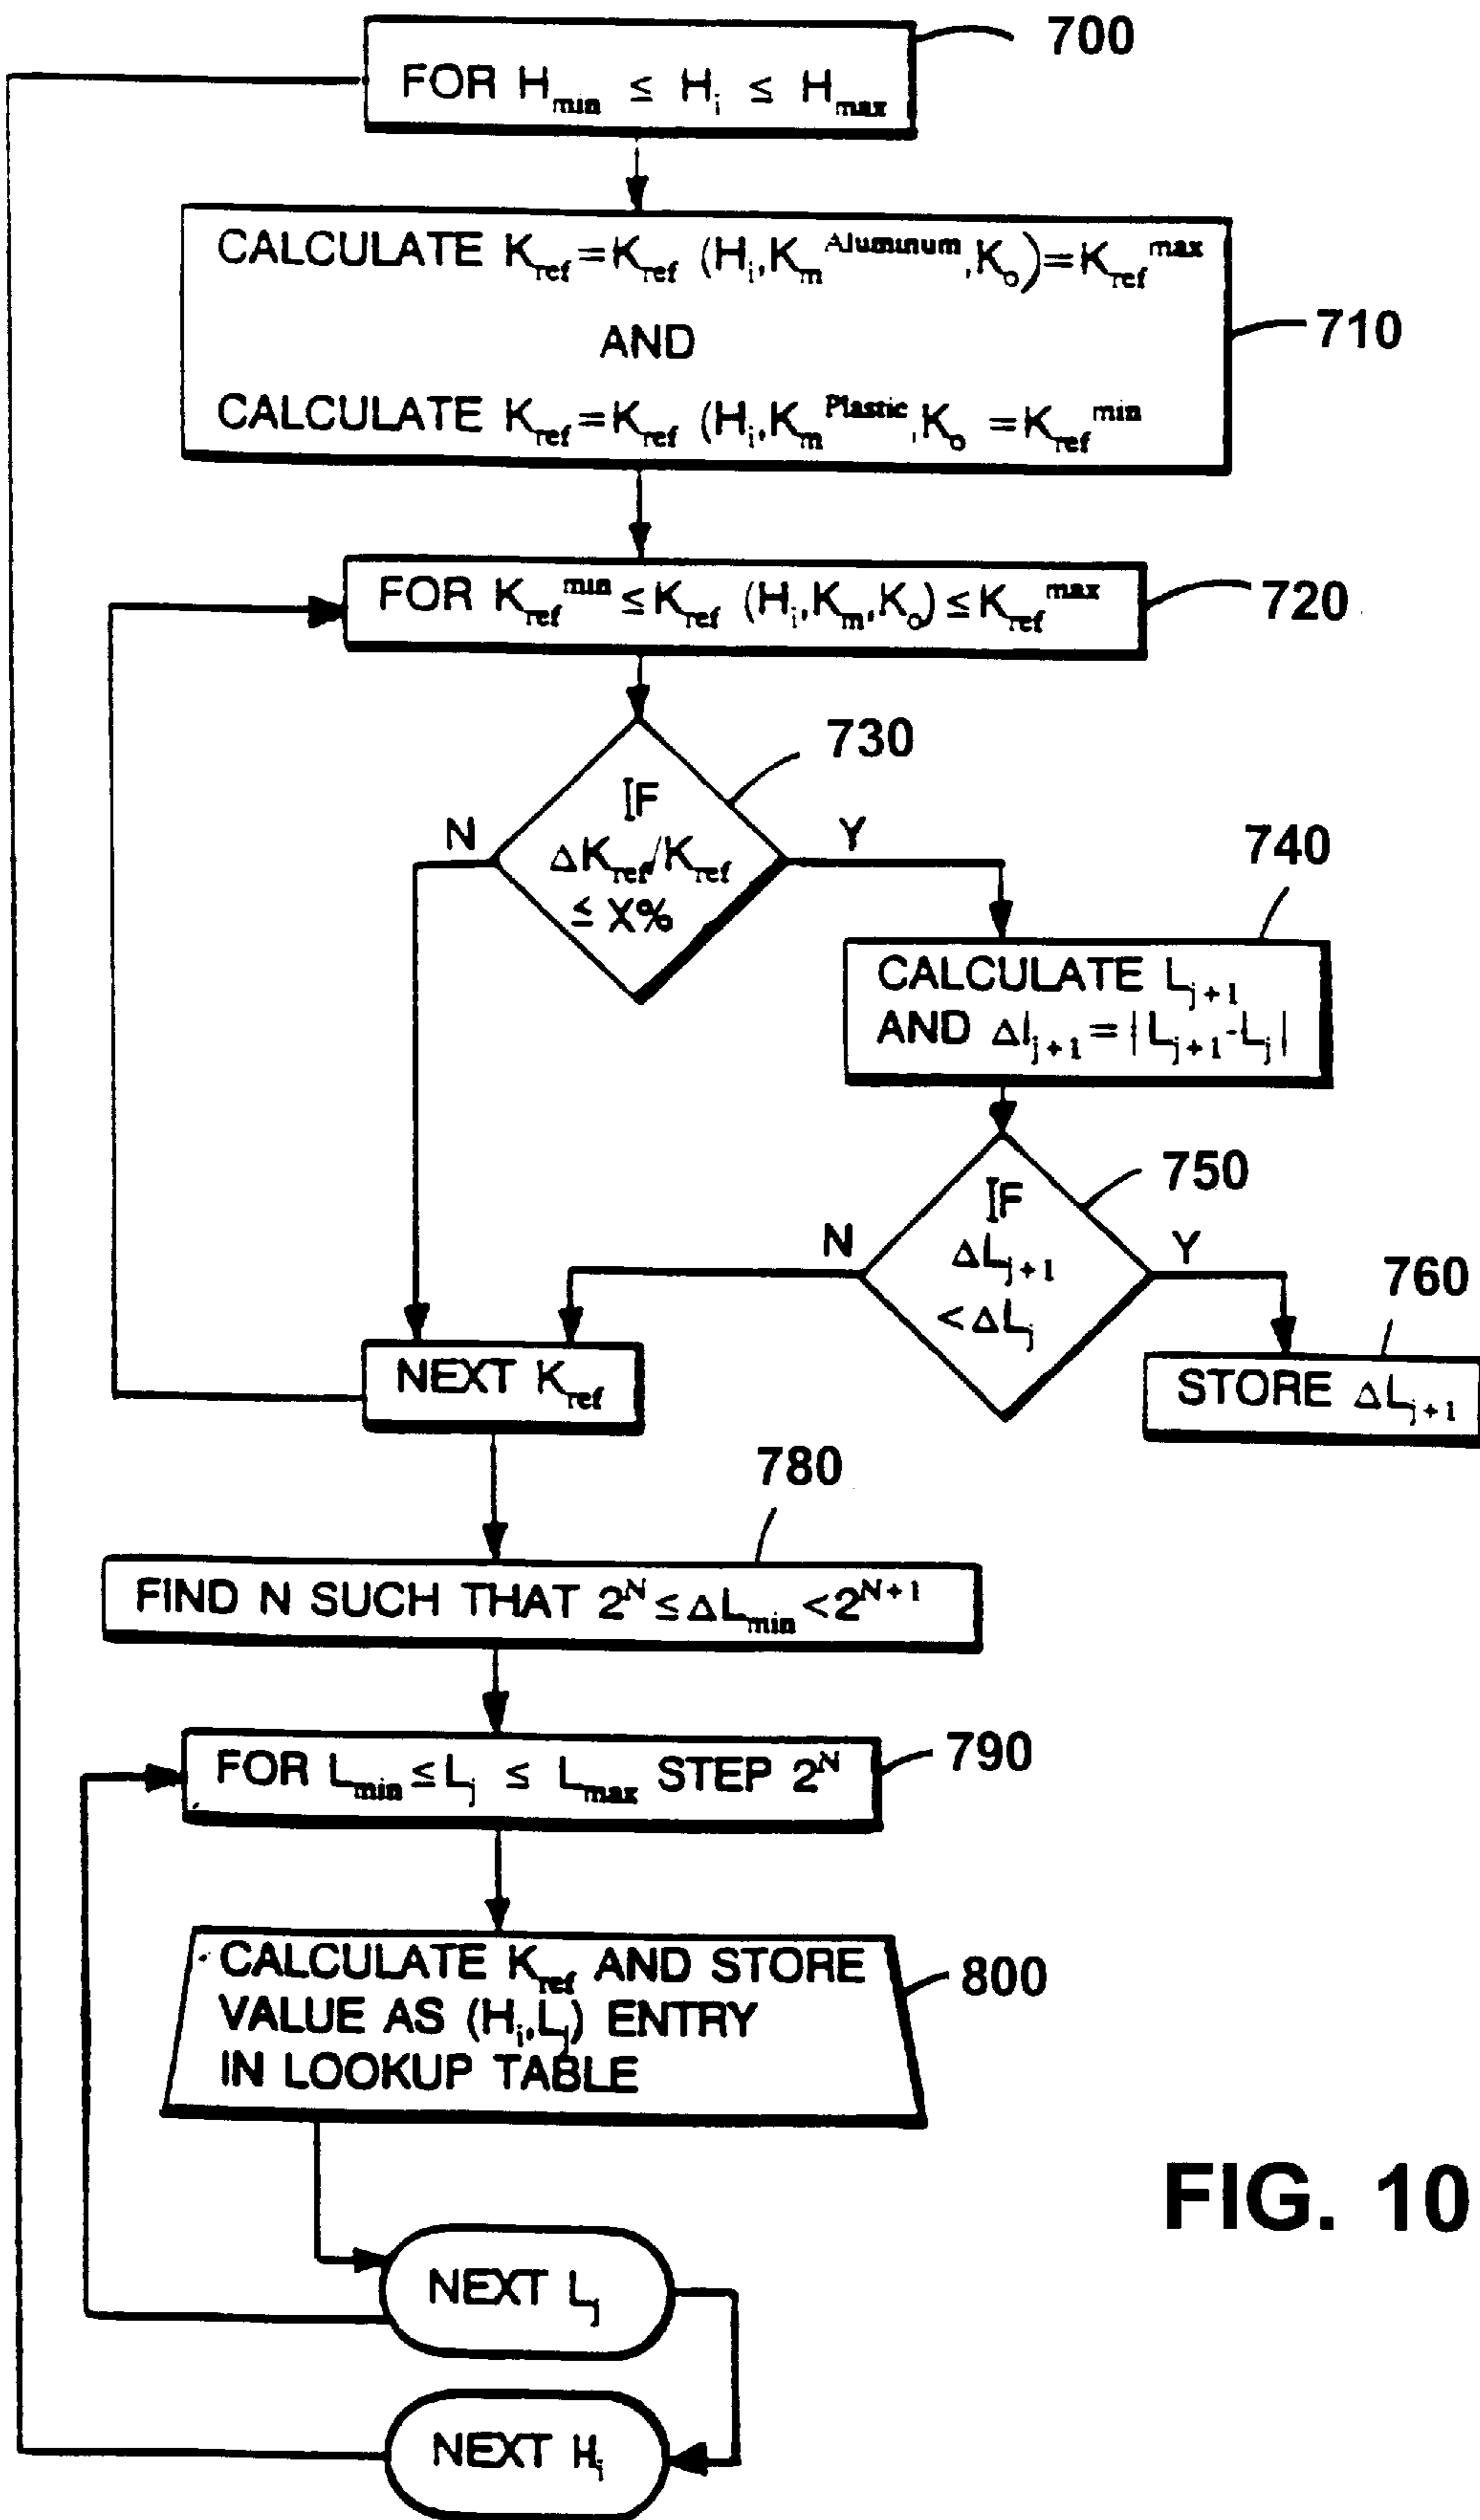 700
FOR H_min ≤ H_i ≤ H_max
CALCULATE K_ref=K_ref (H_i,K_m^Aluminum,K_o)=K_ref^max
710
AND
CALCULATE K_ref=K_ref (H_i,K_m^Plastic,K_o =K_ref^min
FOR K_ref^min≤K_ref (H_i,K_m,K_o)≤K_ref^max
720
730
IF
ΔK_ref/K_ref
≤ X%
N
Y
740
CALCULATE L_j+1
AND Δl_j+1=|L_j+1-L_j|
750
IF
ΔL_j+1
<ΔL_j
N
Y
760
NEXT K_ref
STORE ΔL_j+1
780
FIND N SUCH THAT 2^N≤ΔL_min<2^N+1
790
FOR L_min≤L_j ≤ L_max STEP 2^N
CALCULATE K_ref AND STORE
VALUE AS (H_i,L_j) ENTRY
IN LOOKUP TABLE
800
FIG. 10
NEXT L_j
NEXT H_j